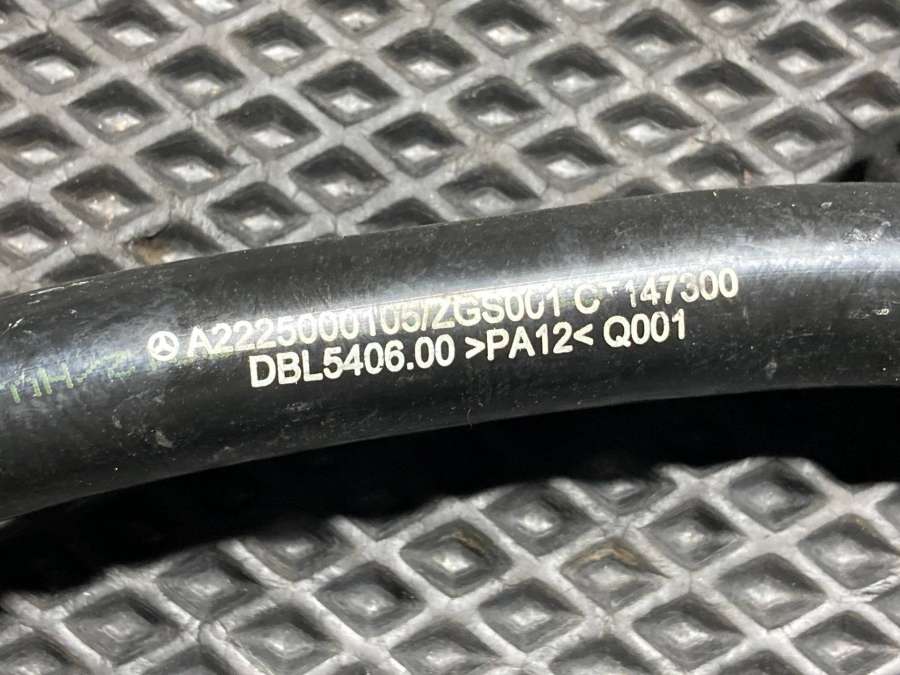 A2225000105/ZGS001 C* 147300
DBL5406.00 >PA12< Q001